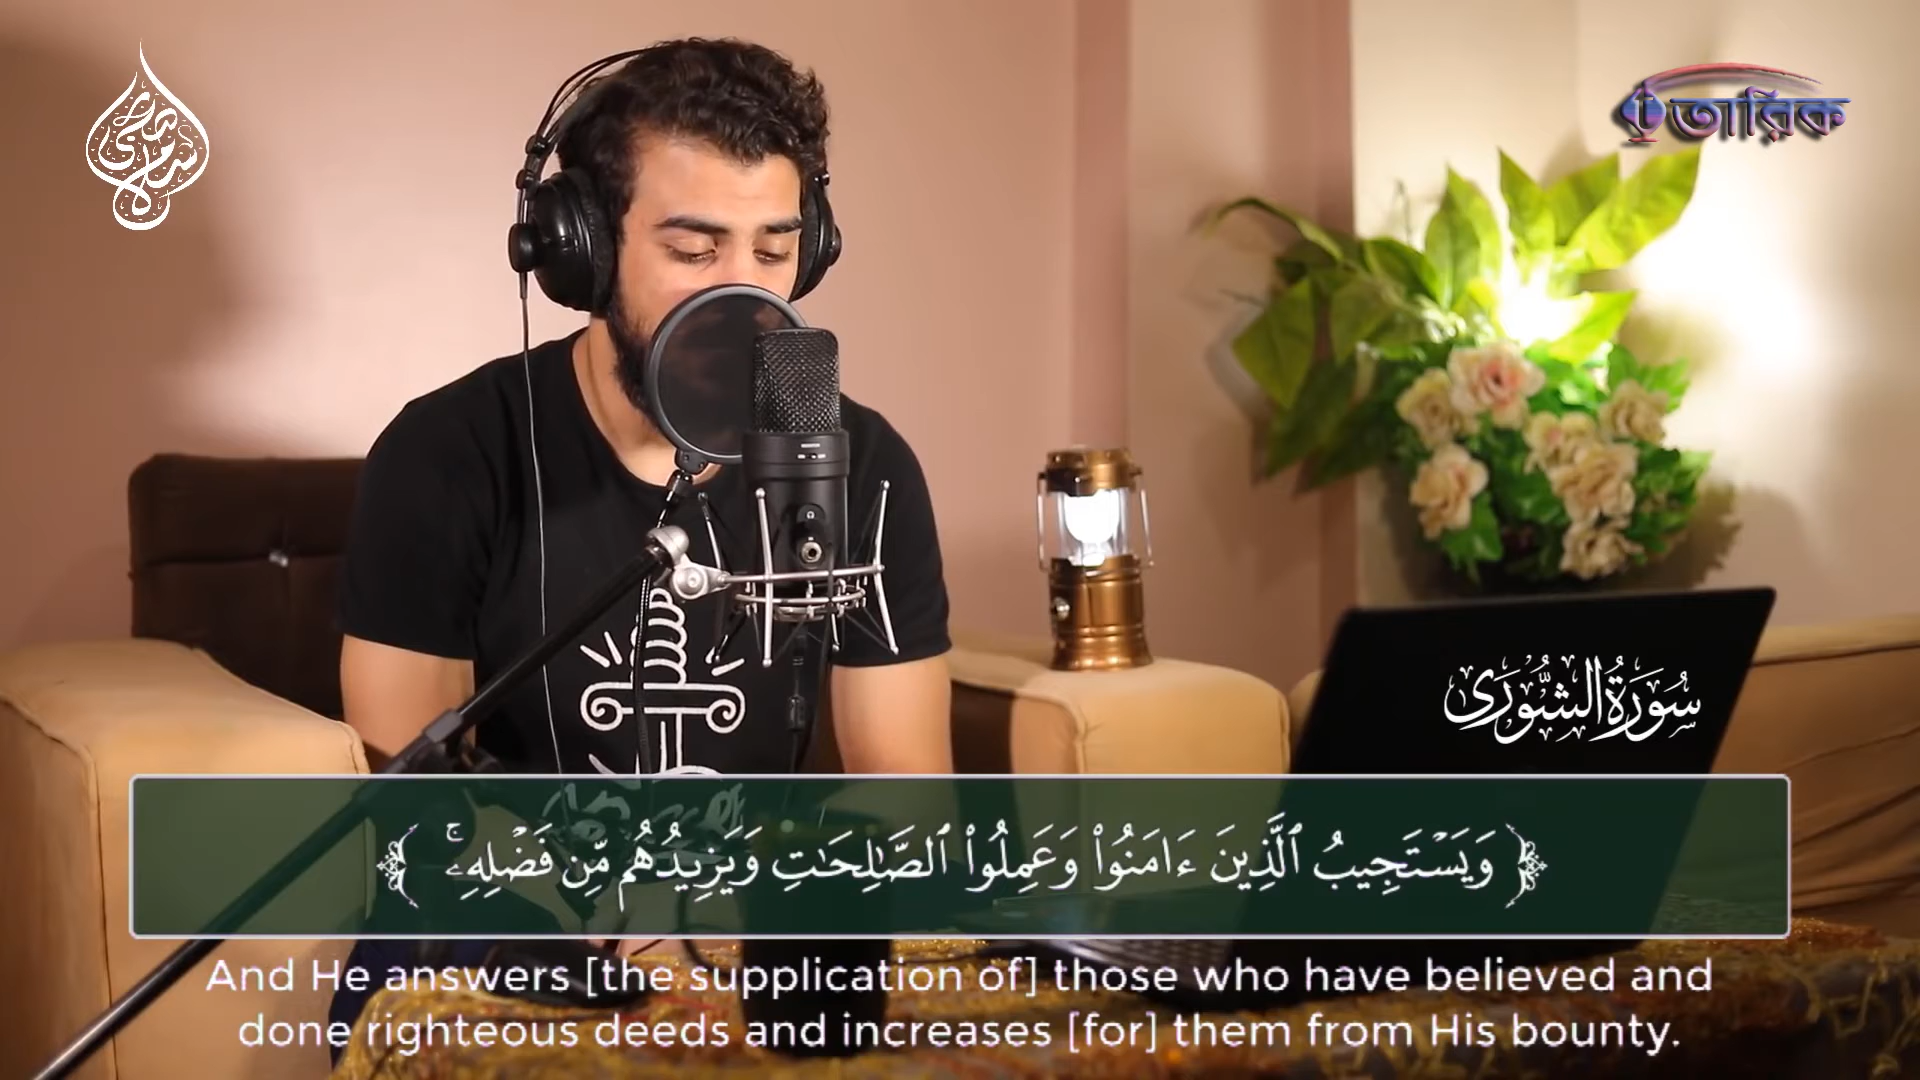 তারিক
سُورَةُ الشُّورَى
﴿ وَيَسْتَجِيبُ ٱلَّذِينَ ءَامَنُوا۟ وَعَمِلُوا۟ ٱلصَّـٰلِحَـٰتِ وَيَزِيدُهُم مِّن فَضْلِهِۦ ۚ ﴾
And He answers [the supplication of] those who have believed and
done righteous deeds and increases [for] them from His bounty.